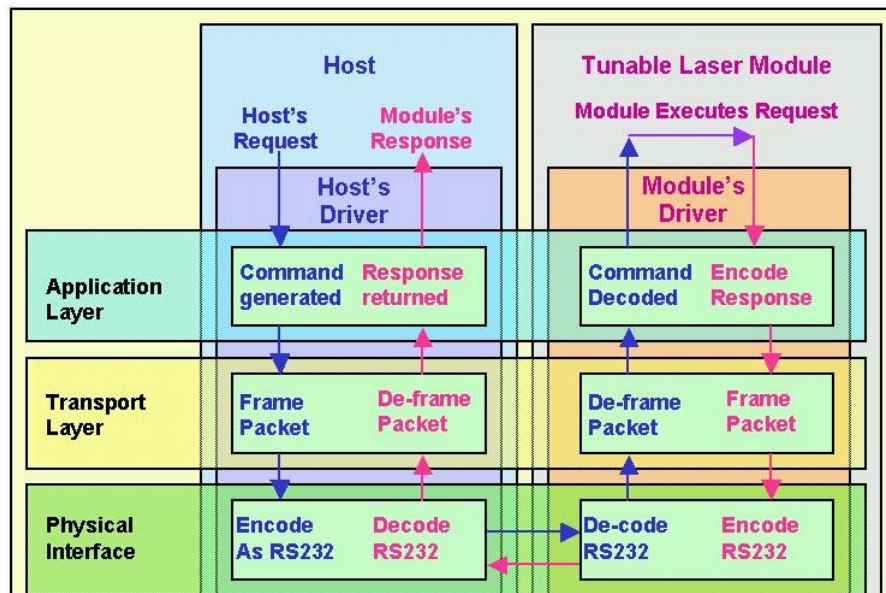 Host
Tunable Laser Module
Host's
Request
Module's
Response
Module Executes Request
Host's
Driver
Module's
Driver
Application
Layer
Command
generated
Response
returned
Command
Decoded
Encode
Response
Transport
Layer
Frame
Packet
De-frame
Packet
De-frame
Packet
Frame
Packet
Physical
Interface
Encode
As RS232
Decode
RS232
De-code
RS232
Encode
RS232